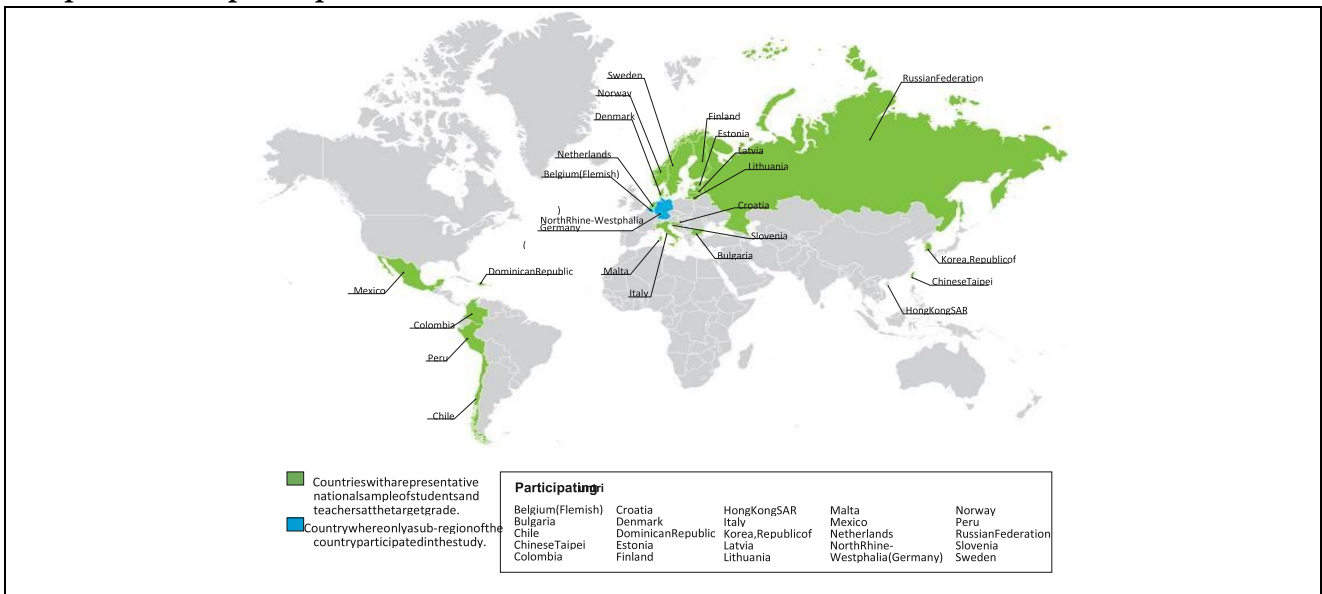 Sweden
RussianFederation
Norway
Denmark
Finland
Estonia
Latvia
Netherlands
Lithuania
Belgium(Flemish)
Croatia
)
NorthRhine-Westphalia
Germany
Slovenia
(
Bulgaria
Korea,Republicof
DominicanRepublic
Malta
ChineseTaipei
Mexico
Italy
HongKongSAR
Colombia
Peru
Chile
Countrieswitharepresentative
nationalsampleofstudentsand
teachersatthetargetgrade.
Countrywhereonlyasub-regionofthe
countryparticipatedinthestudy.
Participating
Belgium(Flemish) Croatia HongKongSAR Malta Norway
Bulgaria Denmark Italy Mexico Peru
Chile DominicanRepublic Korea,Republicof Netherlands RussianFederation
ChineseTaipei Estonia Latvia NorthRhine- Slovenia
Colombia Finland Lithuania Westphalia(Germany) Sweden